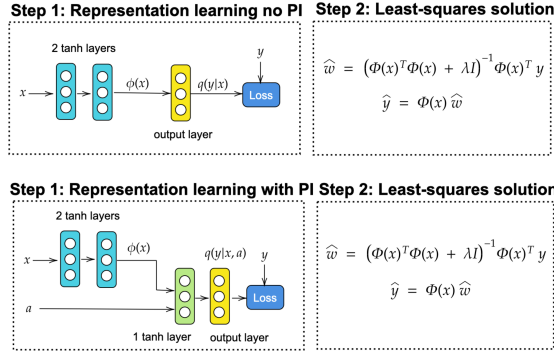 Step 1: Representation learning no PI
2 tanh layers
x
ϕ(x)
q(y|x)
y
Loss
output layer
Step 2: Least-squares solution
ŵ = (Φ(x)ᵀΦ(x) + λI)⁻¹Φ(x)ᵀ y
ŷ = Φ(x) ŵ
Step 1: Representation learning with PI
2 tanh layers
x
ϕ(x)
q(y|x, a)
y
Loss
a
1 tanh layer
output layer
Step 2: Least-squares solution
ŵ = (Φ(x)ᵀΦ(x) + λI)⁻¹Φ(x)ᵀ y
ŷ = Φ(x) ŵ